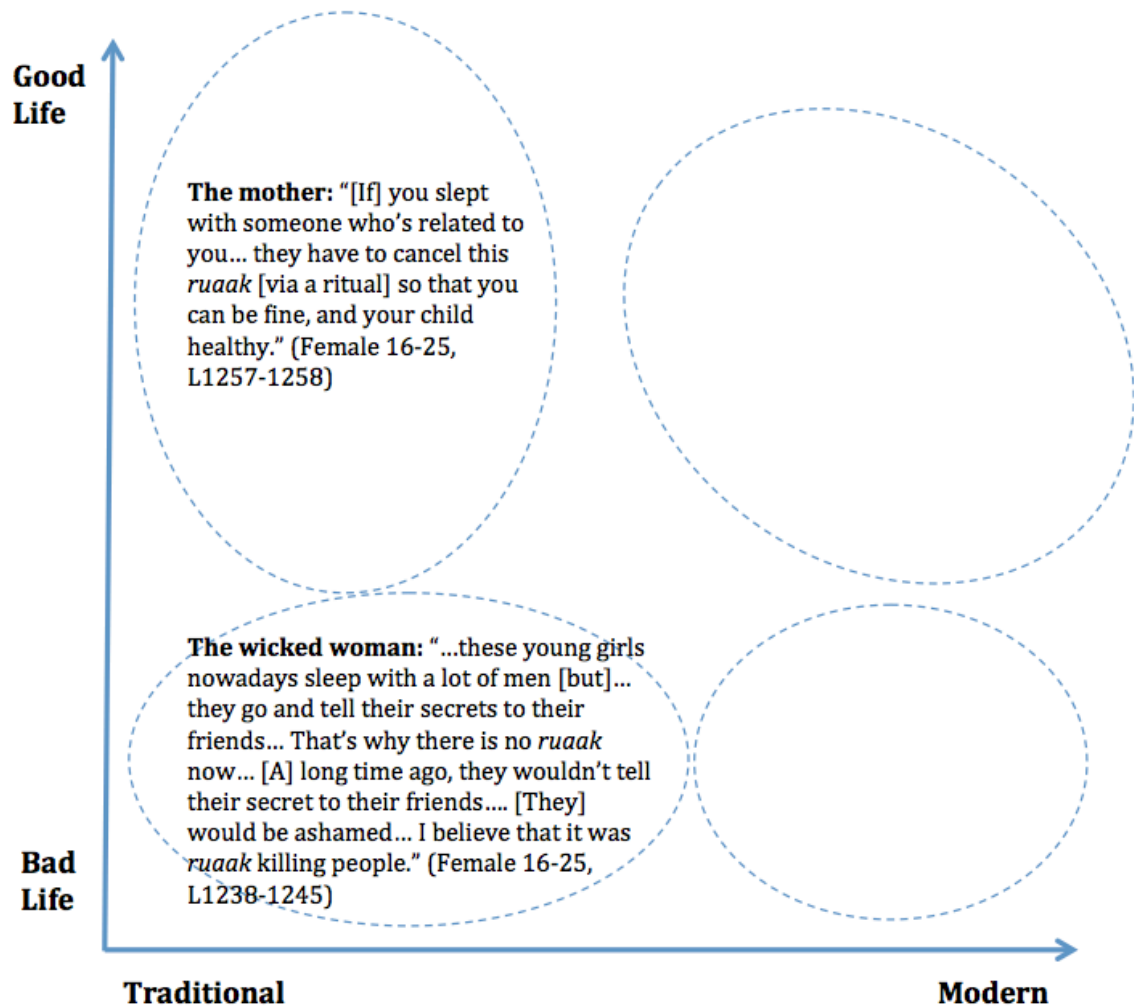 Good
Life
The mother: “[If] you slept
with someone who’s related to
you… they have to cancel this
ruaak [via a ritual] so that you
can be fine, and your child
healthy.” (Female 16-25,
L1257-1258)
The wicked woman: “…these young girls
nowadays sleep with a lot of men [but]…
they go and tell their secrets to their
friends… That’s why there is no ruaak
now… [A] long time ago, they wouldn’t tell
their secret to their friends…. [They]
would be ashamed… I believe that it was
ruaak killing people.” (Female 16-25,
L1238-1245)
Bad
Life
Traditional
Modern